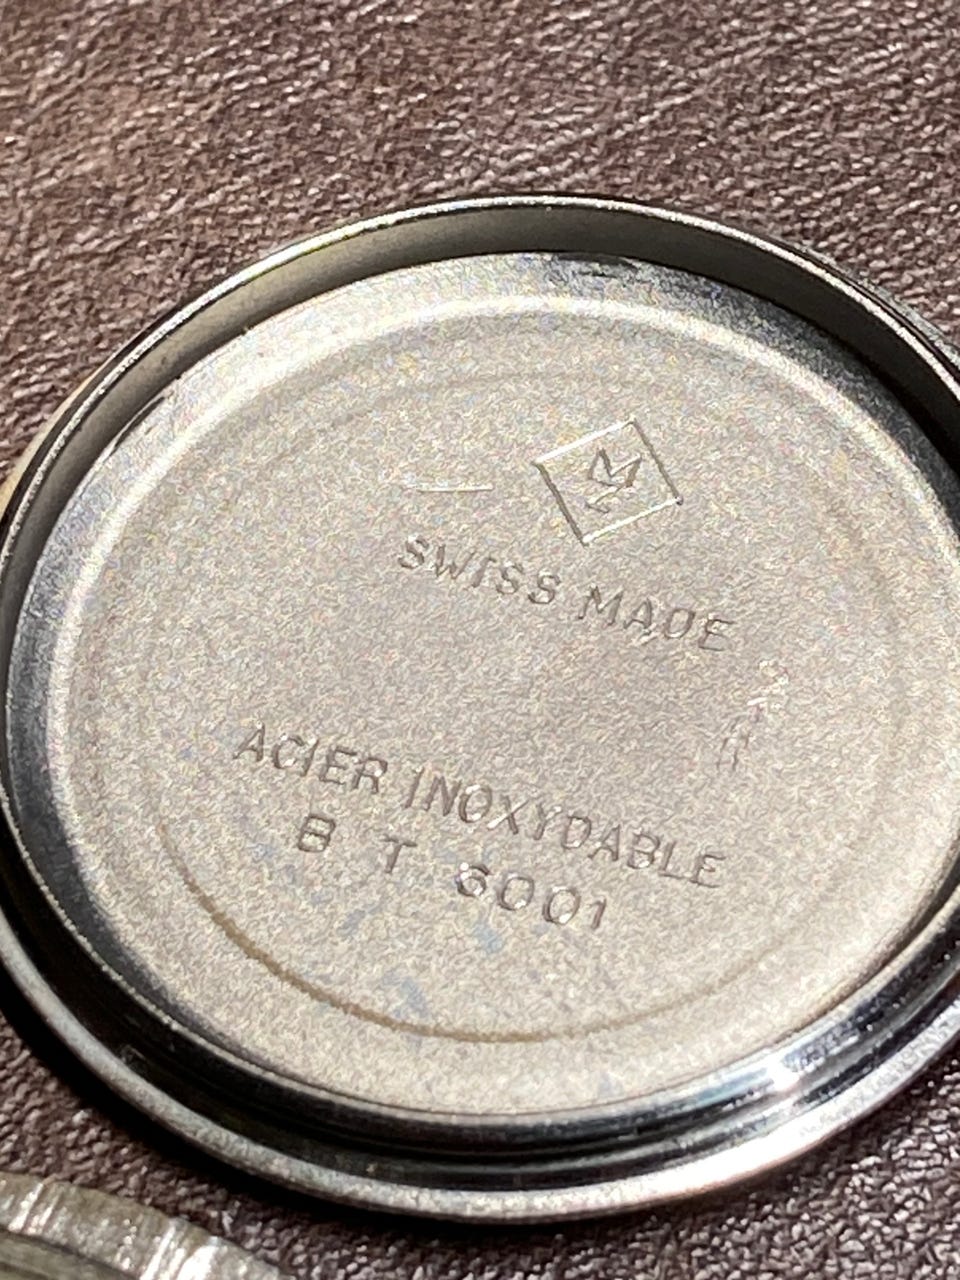 SWISS MADE
ACIER INOXYDABLE
B T 6001